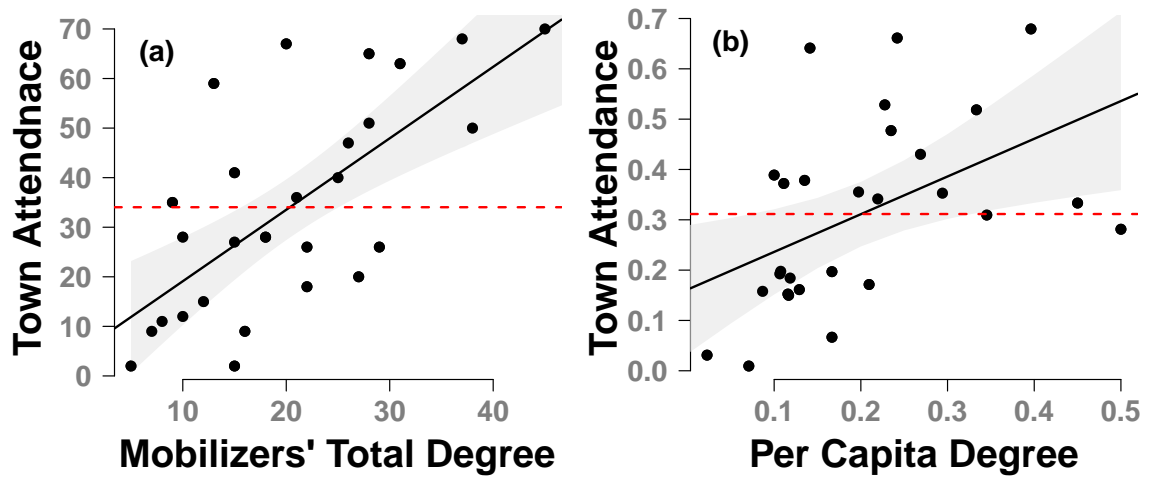 (a)
Town Attendnace
70
60
50
40
30
20
10
0
10 20 30 40
Mobilizers' Total Degree
(b)
Town Attendance
0.7
0.6
0.5
0.4
0.3
0.2
0.1
0.0
0.1 0.2 0.3 0.4 0.5
Per Capita Degree